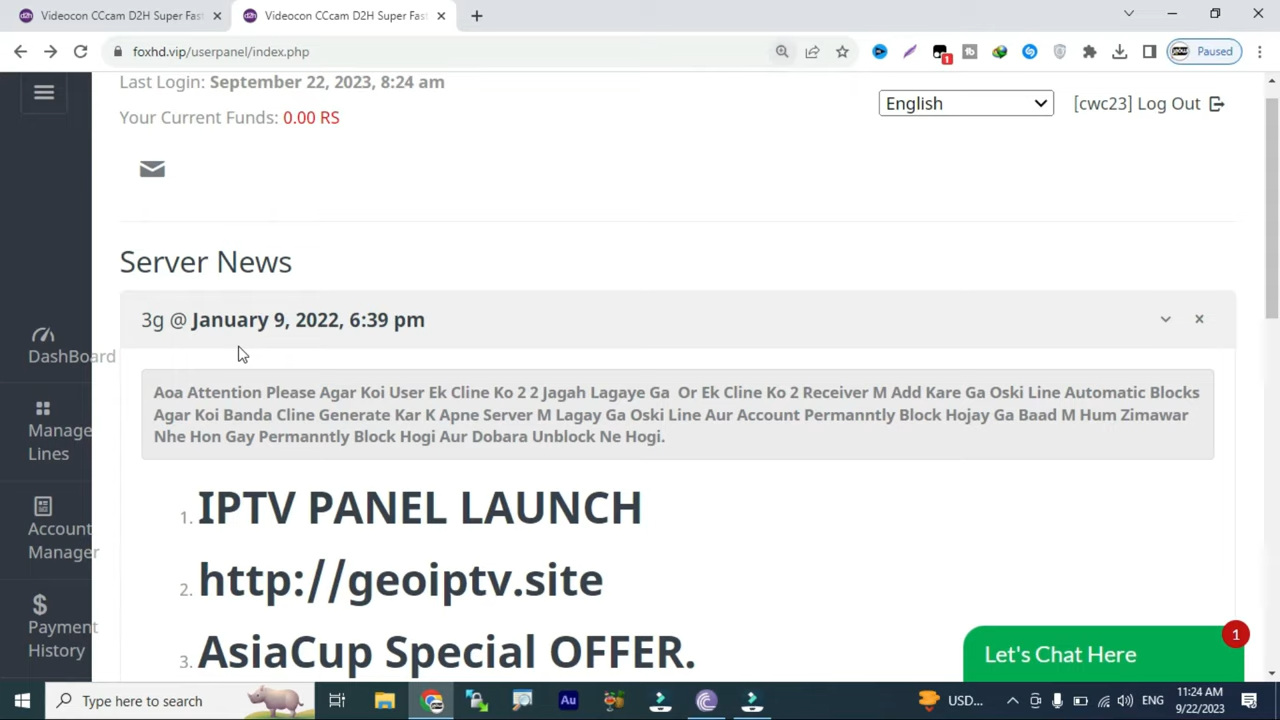 Videocon CCcam D2H Super Fast
Videocon CCcam D2H Super Fast
foxhd.vip/userpanel/index.php
Paused
Last Login: September 22, 2023, 8:24 am
English
[cwc23] Log Out
Your Current Funds: 0.00 RS
Server News
3g @ January 9, 2022, 6:39 pm
DashBoard
Manage
Lines
Account
Manager
Payment
History
Aoa Attention Please Agar Koi User Ek Cline Ko 2 2 Jagah Lagaye Ga Or Ek Cline Ko 2 Receiver M Add Kare Ga Oski Line Automatic Blocks
Agar Koi Banda Cline Generate Kar K Apne Server M Lagay Ga Oski Line Aur Account Permanntly Block Hojay Ga Baad M Hum Zimawar
Nhe Hon Gay Permanntly Block Hogi Aur Dobara Unblock Ne Hogi.
1. IPTV PANEL LAUNCH
2. http://geoiptv.site
3. AsiaCup Special OFFER.
Let's Chat Here
1
Type here to search
Au
USD...
ENG
11:24 AM
9/22/2023